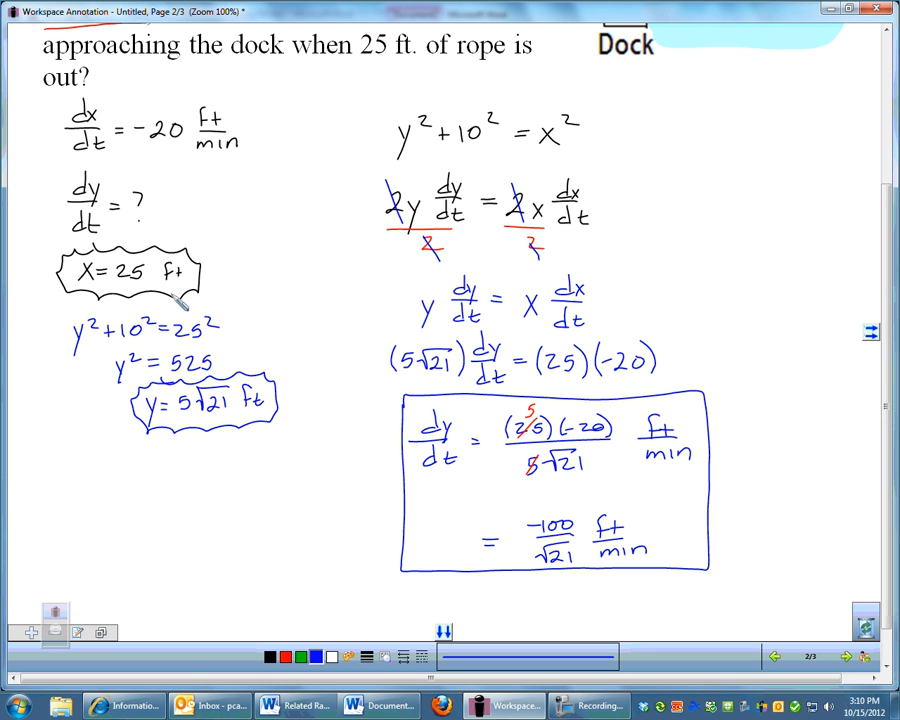 Workspace Annotation - Untitled, Page 2/3 (Zoom 100%) *
approaching the dock when 25 ft. of rope is
out?
Dock
dx/dt = -20 ft/min
dy/dt = ?
x = 25 ft
y² + 10² = 25²
y² = 525
y = 5√21 ft
y² + 10² = x²
2y dy/dt = 2x dx/dt
2 2
y dy/dt = x dx/dt
(5√21) dy/dt = (25)(-20)
5
dy/dt = (25)(-20)/5√21 ft/min
= -100/√21 ft/min
2/3
Informatio...
Inbox - pca...
Related Ra...
Document...
Workspac...
Recording...
3:10 PM
10/15/2012